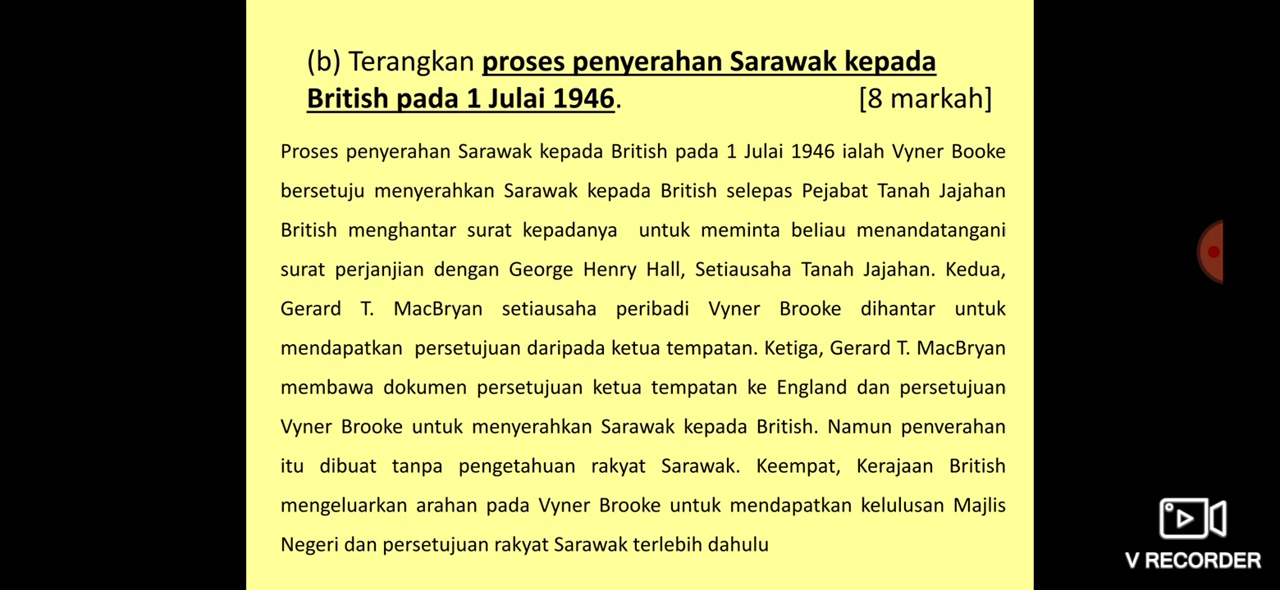 (b) Terangkan proses penyerahan Sarawak kepada
British pada 1 Julai 1946. [8 markah]
Proses penyerahan Sarawak kepada British pada 1 Julai 1946 ialah Vyner Booke
bersetuju menyerahkan Sarawak kepada British selepas Pejabat Tanah Jajahan
British menghantar surat kepadanya untuk meminta beliau menandatangani
surat perjanjian dengan George Henry Hall, Setiausaha Tanah Jajahan. Kedua,
Gerard T. MacBryan setiausaha peribadi Vyner Brooke dihantar untuk
mendapatkan persetujuan daripada ketua tempatan. Ketiga, Gerard T. MacBryan
membawa dokumen persetujuan ketua tempatan ke England dan persetujuan
Vyner Brooke untuk menyerahkan Sarawak kepada British. Namun penverahan
itu dibuat tanpa pengetahuan rakyat Sarawak. Keempat, Kerajaan British
mengeluarkan arahan pada Vyner Brooke untuk mendapatkan kelulusan Majlis
Negeri dan persetujuan rakyat Sarawak terlebih dahulu
V RECORDER